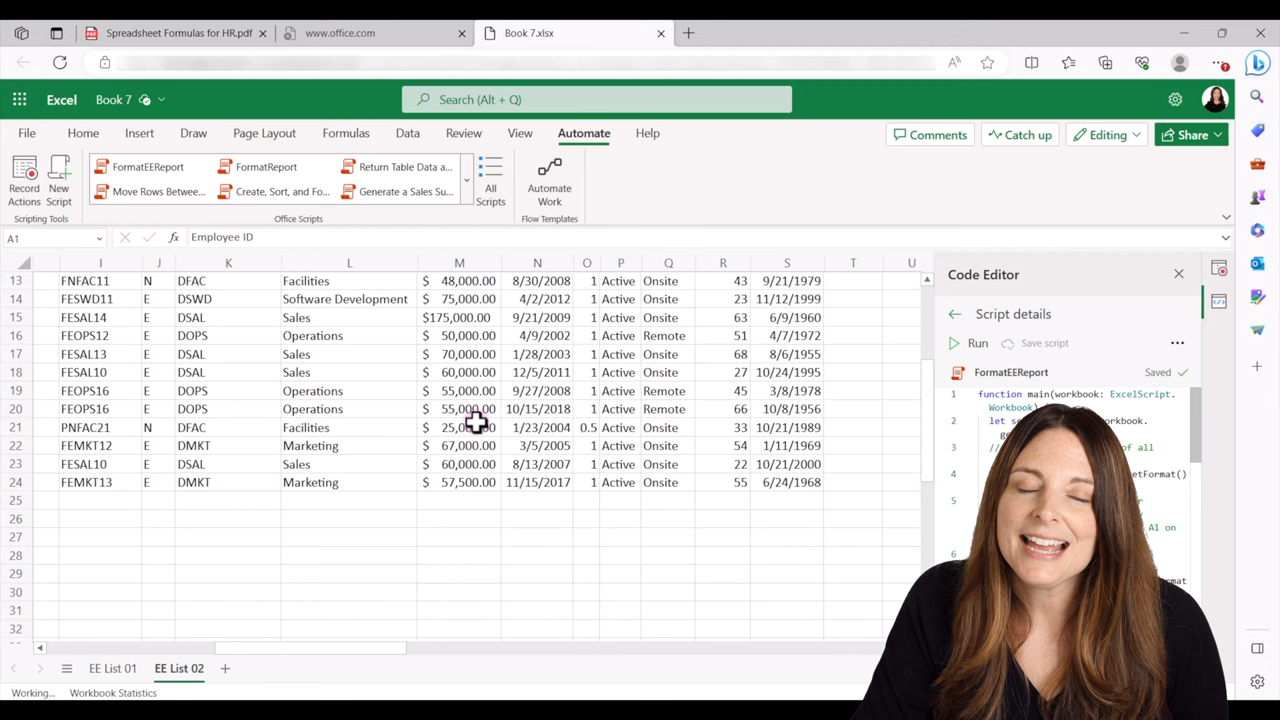 Spreadsheet Formulas for HR.pdf
www.office.com
Book 7.xlsx
Excel
Book 7
Search (Alt + Q)
File Home Insert Draw Page Layout Formulas Data Review View Automate Help
Comments Catch up Editing Share
FormatEEReport FormatReport Return Table Data a...
Move Rows Betwee... Create, Sort, and Fo... Generate a Sales Su...
Record Actions
New Script
All Scripts
Automate Work
Scripting Tools Office Scripts Flow Templates
A1 fx Employee ID
I J K L M N O P Q R S T U
13 FNFAC11 N DFAC Facilities $ 48,000.00 8/30/2008 1 Active Onsite 43 9/21/1979
14 FESWD11 E DSWD Software Development $ 75,000.00 4/2/2012 1 Active Onsite 23 11/12/1999
15 FESAL14 E DSAL Sales $175,000.00 9/21/2009 1 Active Onsite 63 6/9/1960
16 FEOPS12 E DOPS Operations $ 50,000.00 4/9/2002 1 Active Remote 51 4/7/1972
17 FESAL13 E DSAL Sales $ 70,000.00 1/28/2003 1 Active Onsite 68 8/6/1955
18 FESAL10 E DSAL Sales $ 60,000.00 12/5/2011 1 Active Onsite 27 10/24/1995
19 FEOPS16 E DOPS Operations $ 55,000.00 9/27/2008 1 Active Remote 45 3/8/1978
20 FEOPS16 E DOPS Operations $ 55,000.00 10/15/2018 1 Active Remote 66 10/8/1956
21 PNFAC21 N DFAC Facilities $ 1/23/2004 0.5 Active Onsite 33 10/21/1989
22 FEMKT12 E DMKT Marketing $ 67,000.00 3/5/2005 1 Active Onsite 54 1/11/1969
23 FESAL10 E DSAL Sales $ 60,000.00 8/13/2007 1 Active Onsite 22 10/21/2000
24 FEMKT13 E DMKT Marketing $ 57,500.00 11/15/2017 1 Active Onsite 55 6/24/1968
25
26
27
28
29
30
31
32
Code Editor
Script details
Run Save script
FormatEEReport Saved
1 function main(workbook: ExcelScript.
Workbook)
2 let
3 // of all
4 etFormat()
5
A1 on
6
EE List 01 EE List 02
Working... Workbook Statistics